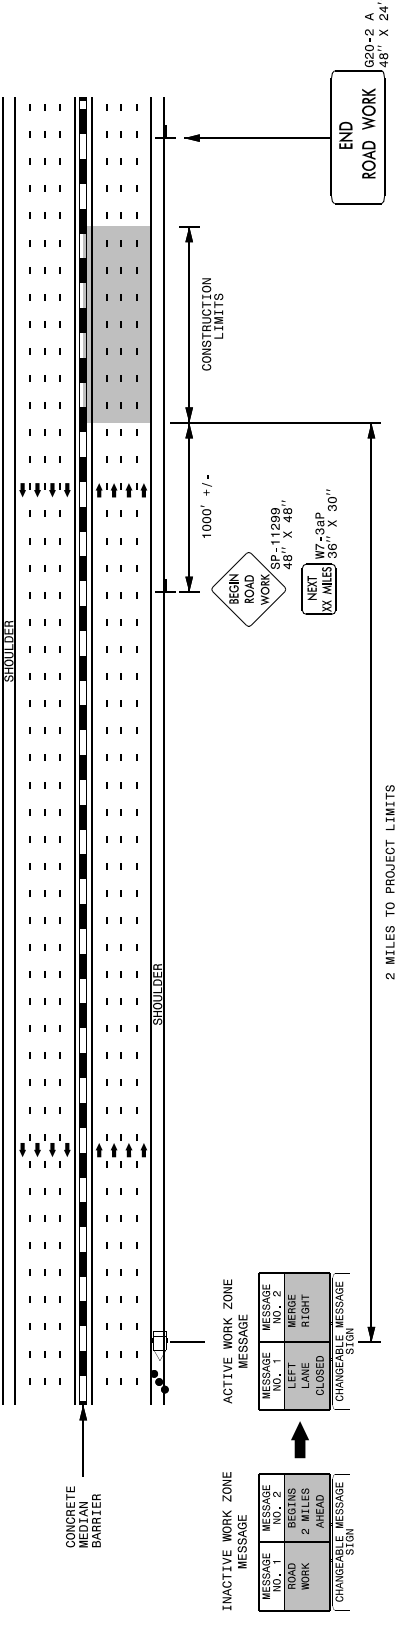 SHOULDER
SHOULDER
CONCRETE
MEDIAN
BARRIER
INACTIVE WORK ZONE
MESSAGE
MESSAGE
NO. 1
MESSAGE
NO. 2
ROAD
WORK
BEGINS
2 MILES
AHEAD
CHANGEABLE MESSAGE
SIGN
ACTIVE WORK ZONE
MESSAGE
MESSAGE
NO. 1
MESSAGE
NO. 2
LEFT
LANE
CLOSED
MERGE
RIGHT
CHANGEABLE MESSAGE
SIGN
2 MILES TO PROJECT LIMITS
1000' +/-
BEGIN
ROAD
WORK
SP-11299
48" X 48"
NEXT
XX MILES
W7-3aP
36" X 30"
CONSTRUCTION
LIMITS
END
ROAD WORK
G20-2 A
48" X 24'